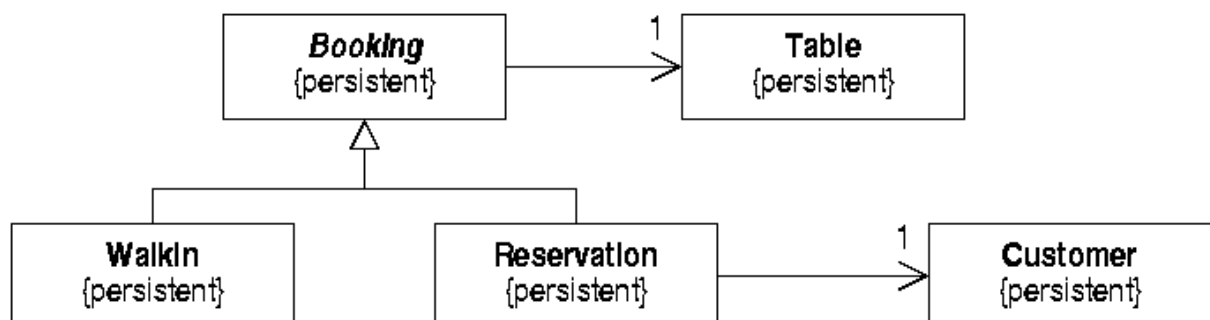 Booking
{persistent}
1
Table
{persistent}
WalkIn
{persistent}
Reservation
{persistent}
1
Customer
{persistent}